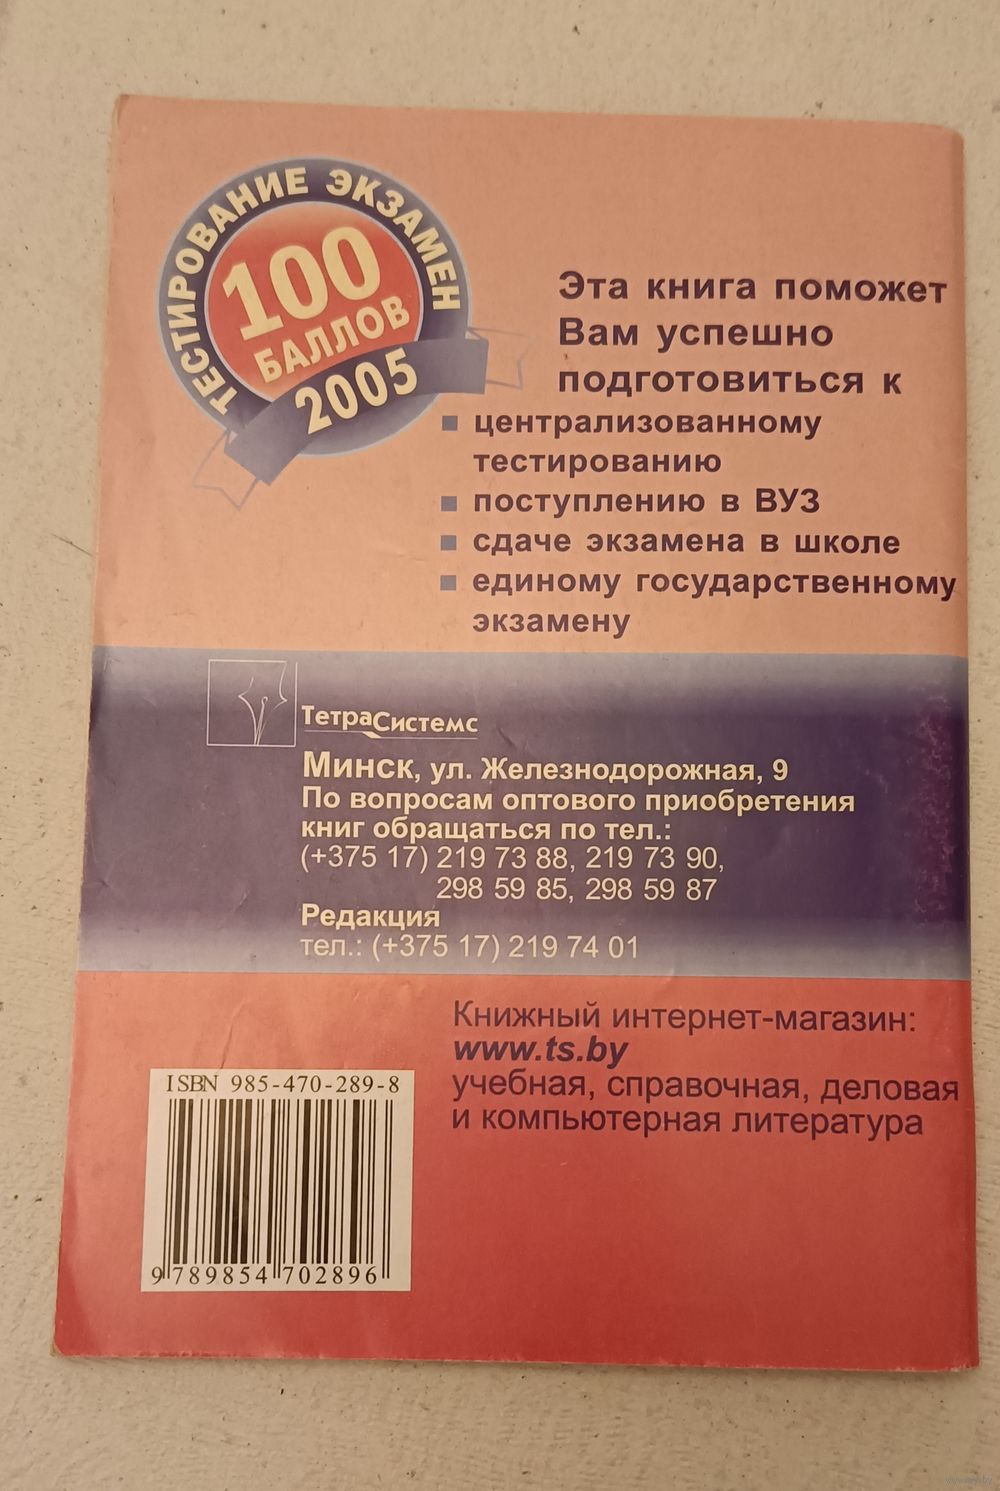 ТЕСТИРОВАНИЕ ЭКЗАМЕН
100
БАЛЛОВ
2005
Эта книга поможет
Вам успешно
подготовиться к
централизованному
тестированию
поступлению в ВУЗ
сдаче экзамена в школе
единому государственному
экзамену
ТетраСистемс
Минск, ул. Железнодорожная, 9
По вопросам оптового приобретения
книг обращаться по тел.:
(+375 17) 219 73 88, 219 73 90,
298 59 85, 298 59 87
Редакция
тел.: (+375 17) 219 74 01
Книжный интернет-магазин:
www.ts.by
учебная, справочная, деловая
и компьютерная литература
ISBN 985-470-289-8
9 789854 702896